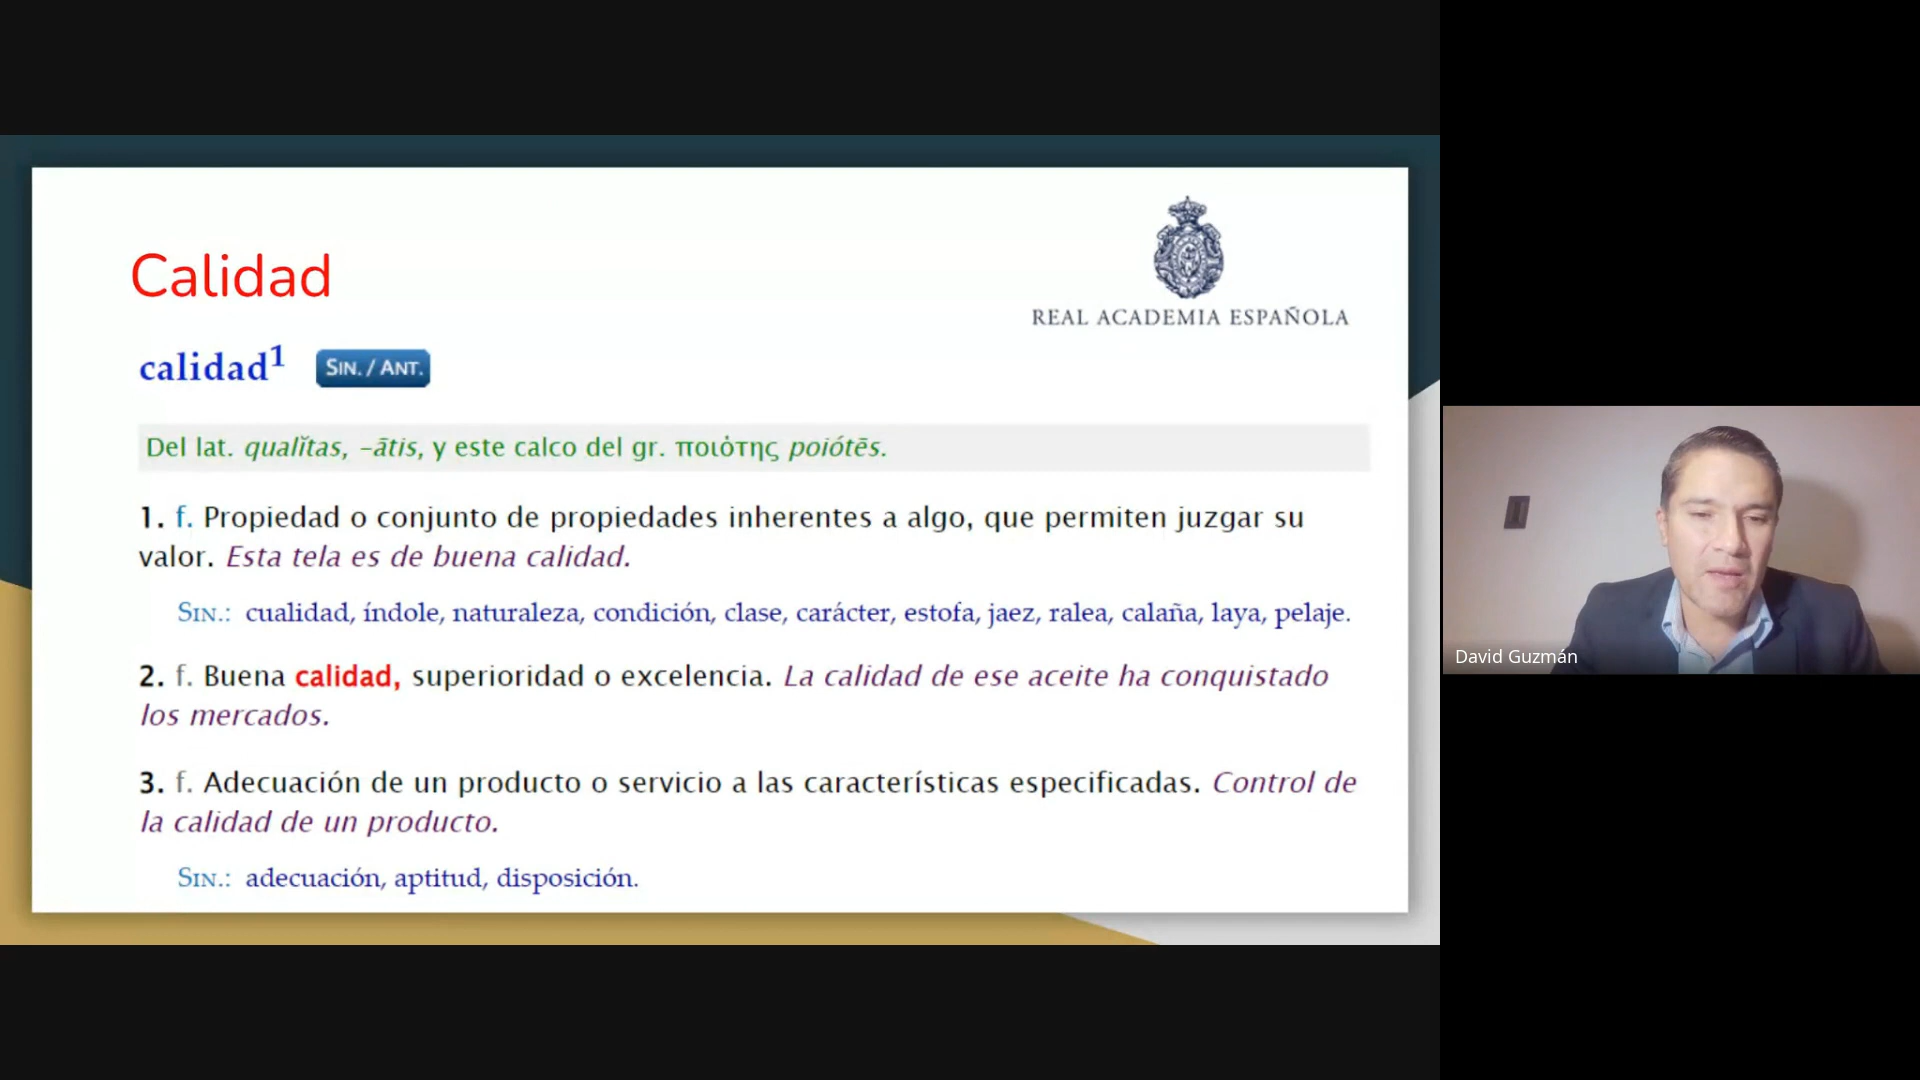 Calidad
REAL ACADEMIA ESPAÑOLA
calidad1 SIN. / ANT.
Del lat. qualĭtas, -ātis, y este calco del gr. ποιότης poiótēs.
1. f. Propiedad o conjunto de propiedades inherentes a algo, que permiten juzgar su
valor. Esta tela es de buena calidad.
SIN.: cualidad, índole, naturaleza, condición, clase, carácter, estofa, jaez, ralea, calaña, laya, pelaje.
2. f. Buena calidad, superioridad o excelencia. La calidad de ese aceite ha conquistado
los mercados.
3. f. Adecuación de un producto o servicio a las características especificadas. Control de
la calidad de un producto.
SIN.: adecuación, aptitud, disposición.
David Guzmán